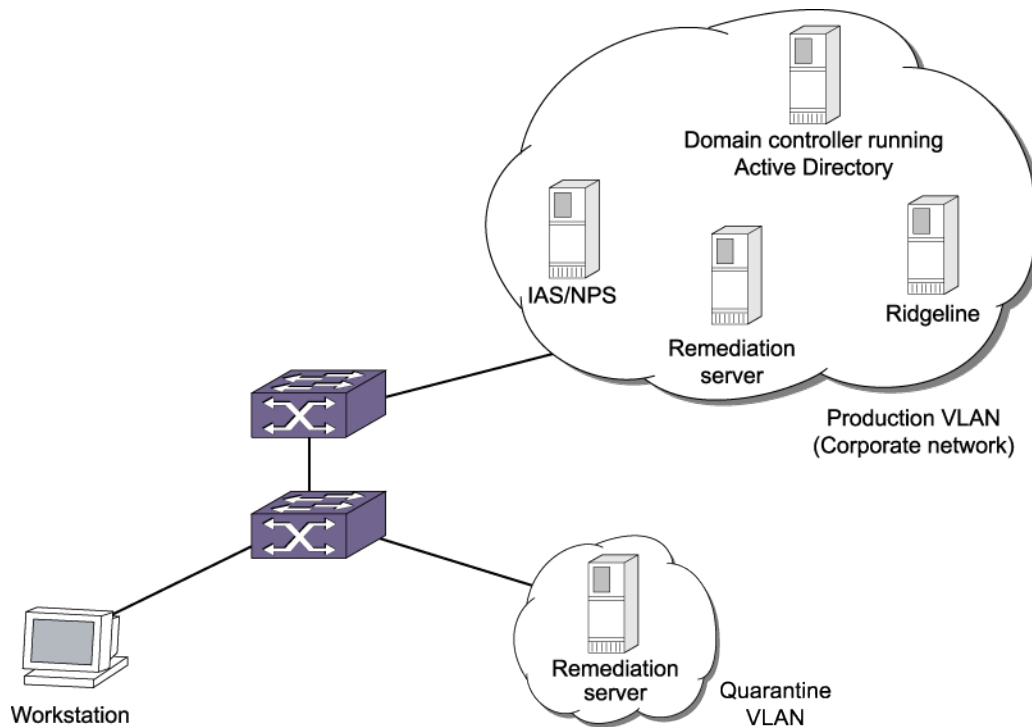 Domain controller running
Active Directory
IAS/NPS
Ridgeline
Remediation
server
Production VLAN
(Corporate network)
Remediation
server
Quarantine
VLAN
Workstation